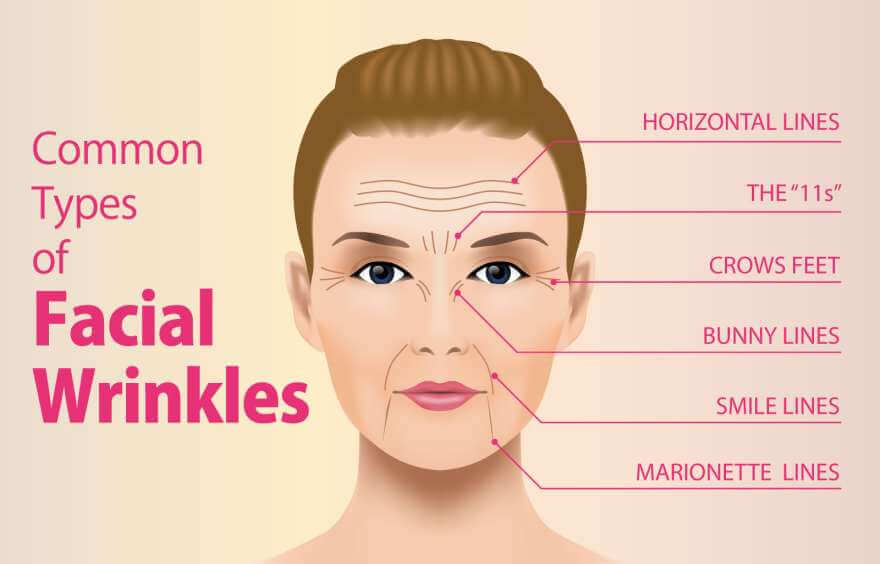 Common
Types
of
Facial
Wrinkles
HORIZONTAL LINES
THE “11s”
CROWS FEET
BUNNY LINES
SMILE LINES
MARIONETTE LINES